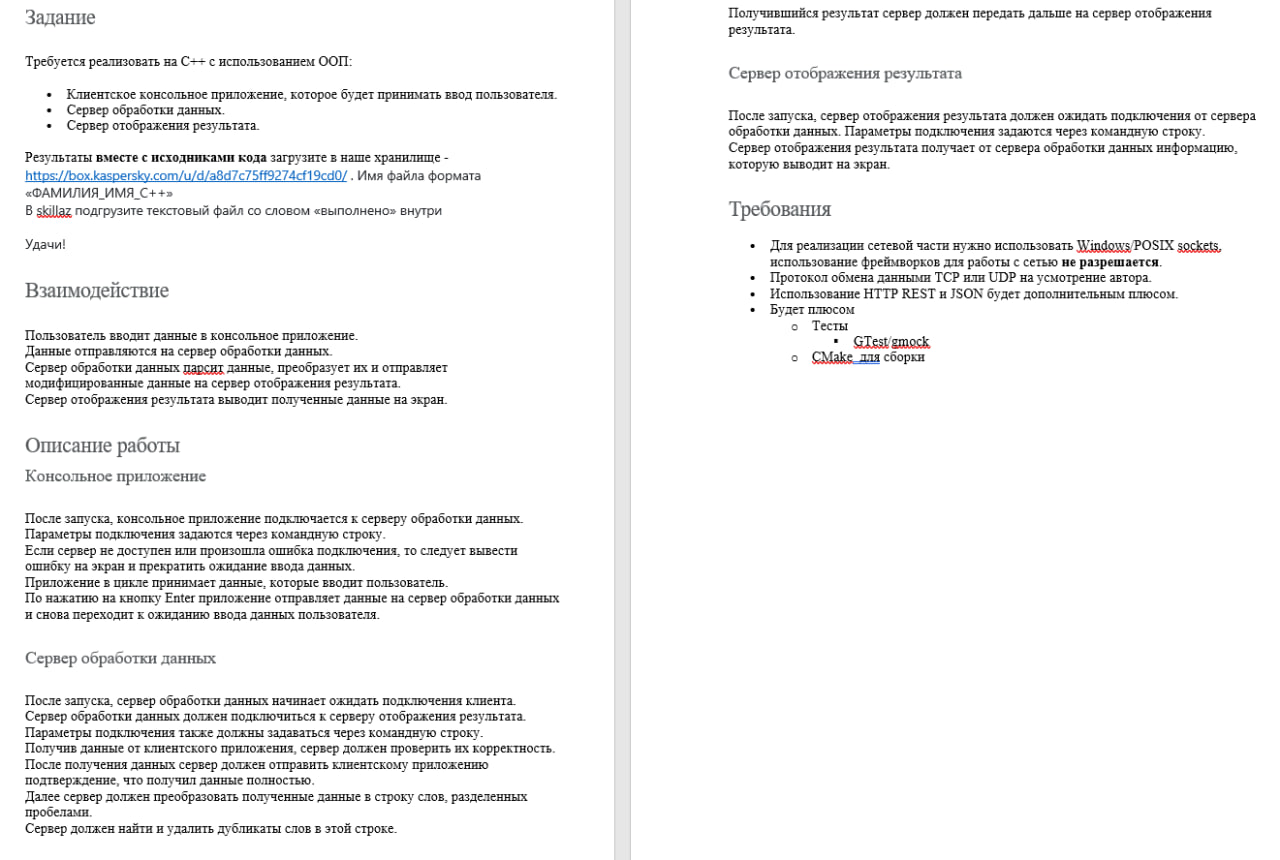 Задание
Требуется реализовать на С++ с использованием ООП:
• Клиентское консольное приложение, которое будет принимать ввод пользователя.
• Сервер обработки данных.
• Сервер отображения результата.
Результаты вместе с исходниками кода загрузите в наше хранилище -
https://box.kaspersky.com/u/d/a8d7c75ff9274cf19cd0/ . Имя файла формата
«ФАМИЛИЯ_ИМЯ_С++»
В skillaz подгрузите текстовый файл со словом «выполнено» внутри
Удачи!
Взаимодействие
Пользователь вводит данные в консольное приложение.
Данные отправляются на сервер обработки данных.
Сервер обработки данных парсит данные, преобразует их и отправляет
модифицированные данные на сервер отображения результата.
Сервер отображения результата выводит полученные данные на экран.
Описание работы
Консольное приложение
После запуска, консольное приложение подключается к серверу обработки данных.
Параметры подключения задаются через командную строку.
Если сервер не доступен или произошла ошибка подключения, то следует вывести
ошибку на экран и прекратить ожидание ввода данных.
Приложение в цикле принимает данные, которые вводит пользователь.
По нажатию на кнопку Enter приложение отправляет данные на сервер обработки данных
и снова переходит к ожиданию ввода данных пользователя.
Сервер обработки данных
После запуска, сервер обработки данных начинает ожидать подключения клиента.
Сервер обработки данных должен подключиться к серверу отображения результата.
Параметры подключения также должны задаваться через командную строку.
Получив данные от клиентского приложения, сервер должен проверить их корректность.
После получения данных сервер должен отправить клиентскому приложению
подтверждение, что получил данные полностью.
Далее сервер должен преобразовать полученные данные в строку слов, разделенных
пробелами.
Сервер должен найти и удалить дубликаты слов в этой строке.
Получившийся результат сервер должен передать дальше на сервер отображения
результата.
Сервер отображения результата
После запуска, сервер отображения результата должен ожидать подключения от сервера
обработки данных. Параметры подключения задаются через командную строку.
Сервер отображения результата получает от сервера обработки данных информацию,
которую выводит на экран.
Требования
• Для реализации сетевой части нужно использовать Windows/POSIX sockets,
использование фреймворков для работы с сетью не разрешается.
• Протокол обмена данными TCP или UDP на усмотрение автора.
• Использование HTTP REST и JSON будет дополнительным плюсом.
• Будет плюсом
o Тесты
▪ GTest/gmock
o CMake для сборки